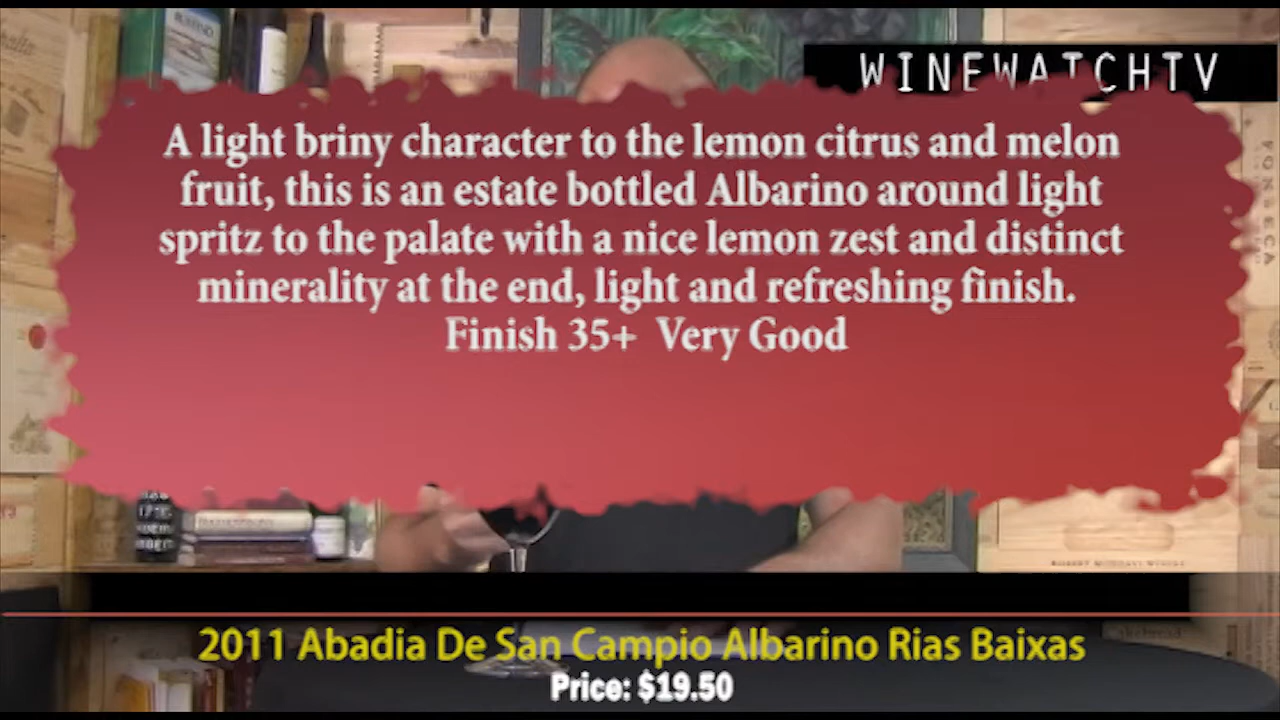 WINEWATCHTV
A light briny character to the lemon citrus and melon
fruit, this is an estate bottled Albarino around light
spritz to the palate with a nice lemon zest and distinct
minerality at the end, light and refreshing finish.
Finish 35+ Very Good
FONSECA
2011 Abadia De San Campio Albarino Rias Baixas
Price: $19.50